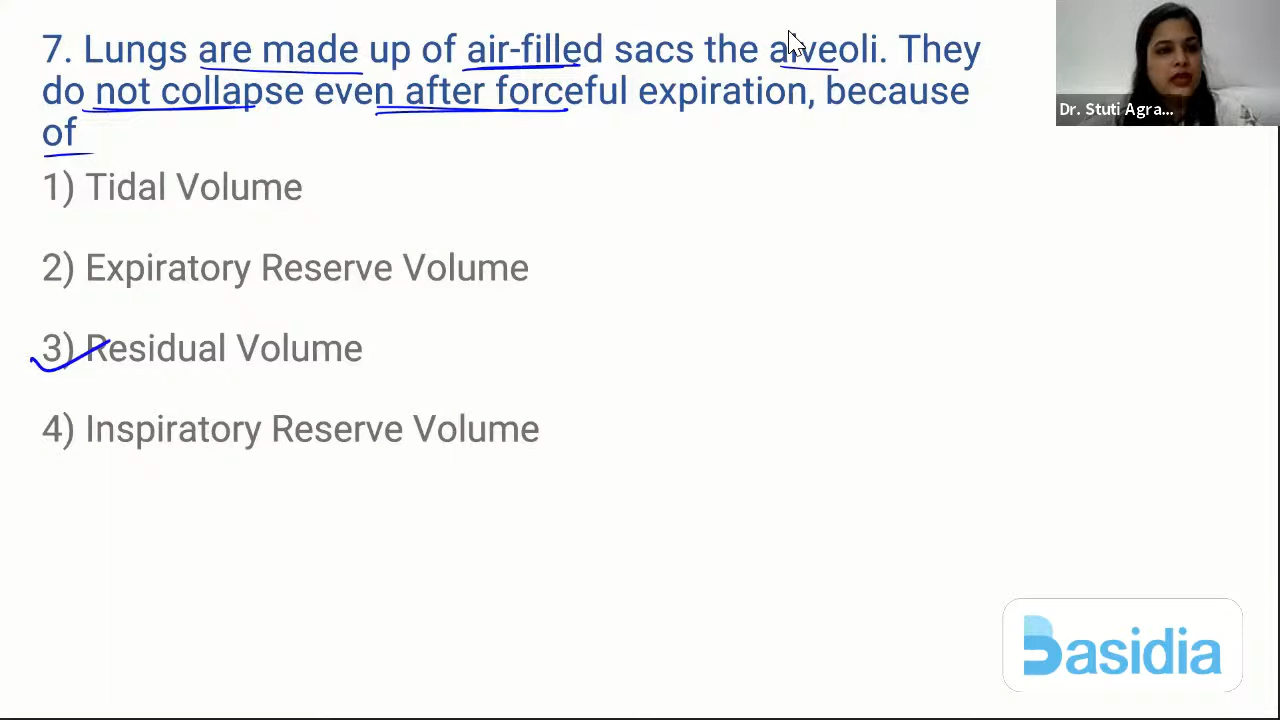 7. Lungs are made up of air-filled sacs the alveoli. They
do not collapse even after forceful expiration, because
of
1) Tidal Volume
2) Expiratory Reserve Volume
3) Residual Volume
4) Inspiratory Reserve Volume
Dr. Stuti Agra...
Basidia